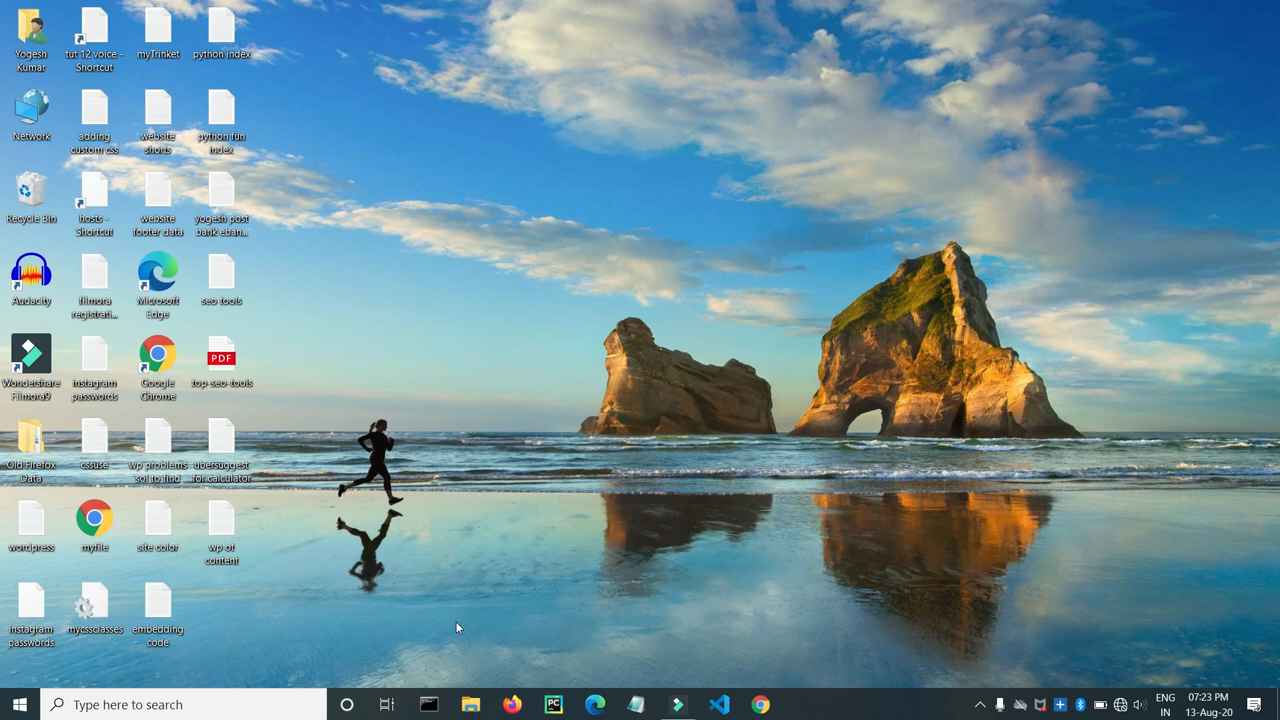 Yogesh
Kumar
tut 12 voice -
Shortcut
myTrinket
python index
Network
adding
custom css
website
shorts
python fun
index
Recycle Bin
hosts -
Shortcut
website
footer data
yogesh post
bank eban...
Audacity
filmora
registrati...
Microsoft
Edge
seo tools
Wondershare
Filmora9
instagram
passwords
Google
Chrome
PDF
top-seo-tools
Old Firefox
Data
cssuse
wp problems
sol to find
ubersuggest
for calculator
wordpress
myfile
site color
wp ot
content
instagram
passwords
mycssclasses
embedding
code
Type here to search
PC
ENG
IN
07:23 PM
13-Aug-20